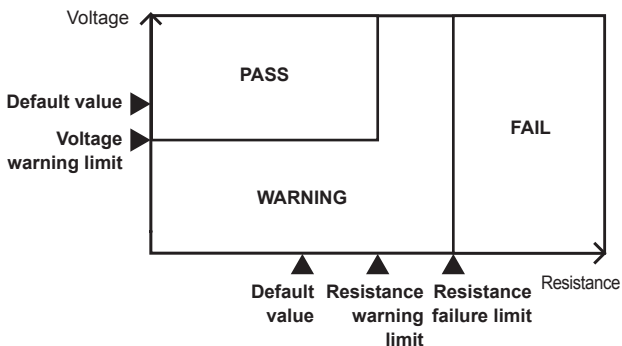 Voltage
PASS
Default value
Voltage
warning limit
FAIL
WARNING
Resistance
Default
value
Resistance
warning
limit
Resistance
failure limit